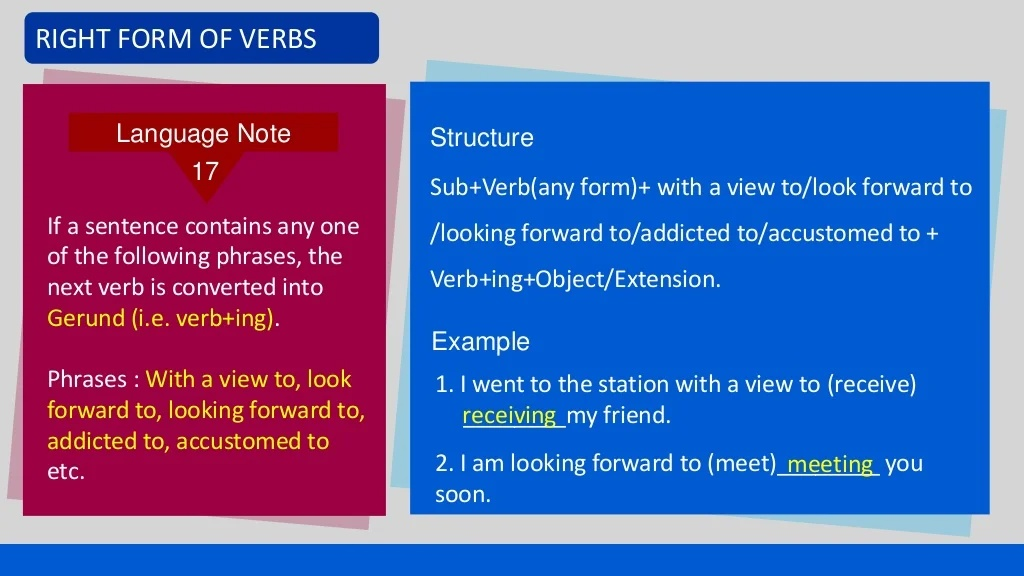 RIGHT FORM OF VERBS
Language Note
17
If a sentence contains any one
of the following phrases, the
next verb is converted into
Gerund (i.e. verb+ing).
Phrases : With a view to, look
forward to, looking forward to,
addicted to, accustomed to
etc.
Structure
Sub+Verb(any form)+ with a view to/look forward to
/looking forward to/addicted to/accustomed to +
Verb+ing+Object/Extension.
Example
1. I went to the station with a view to (receive)
receiving_my friend.
2. I am looking forward to (meet)_meeting_ you
soon.